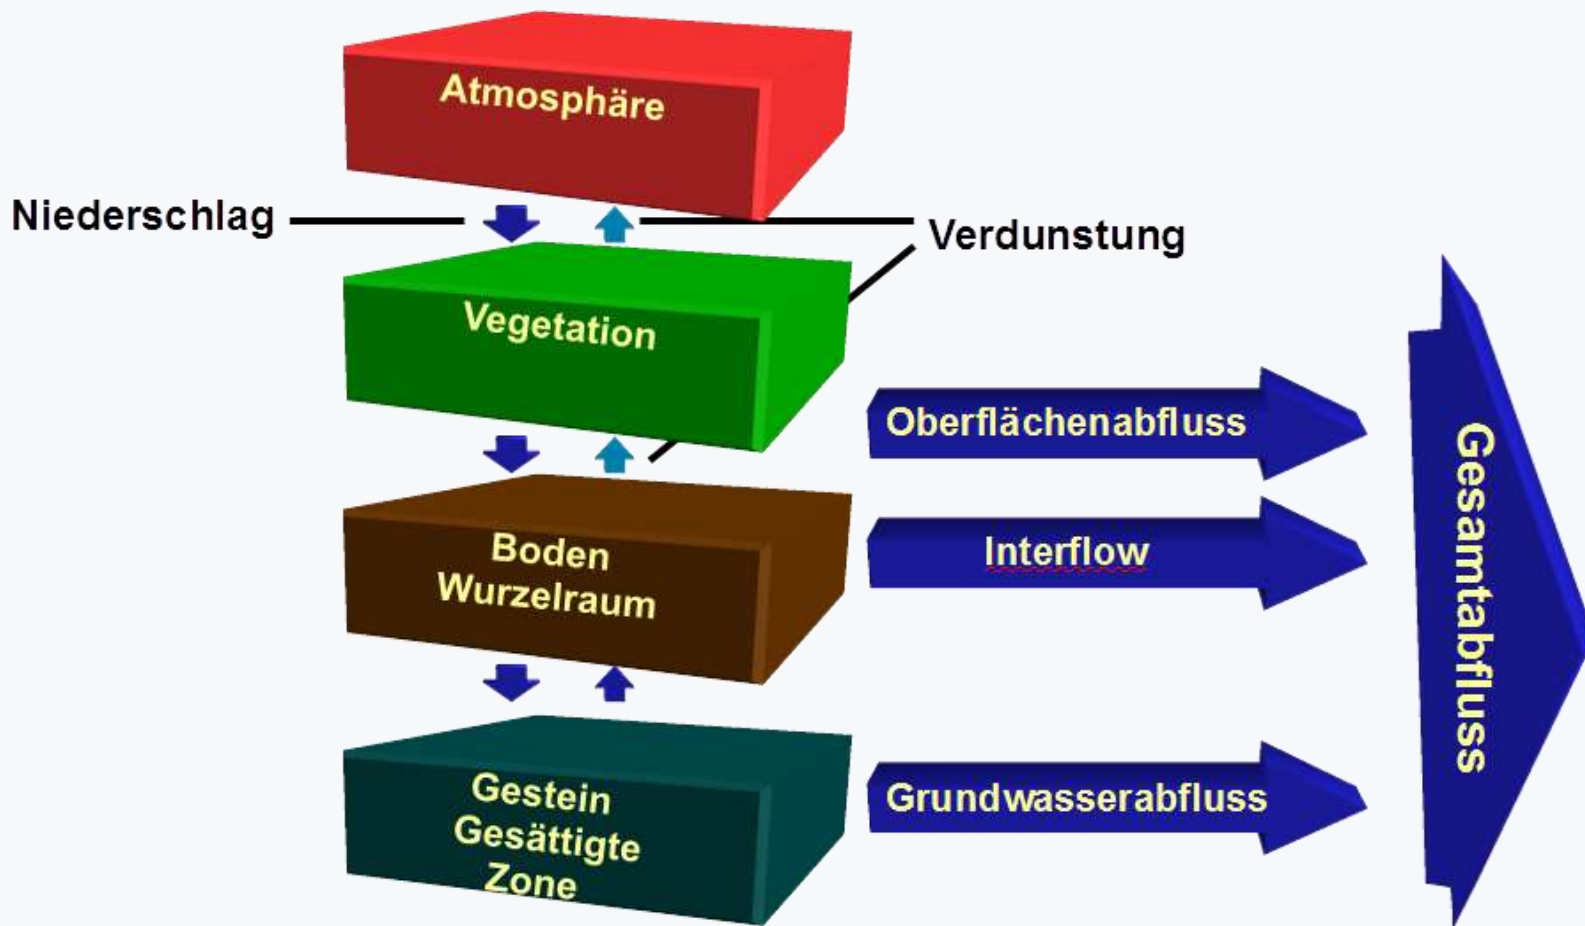 Atmosphäre
Niederschlag
Verdunstung
Vegetation
Oberflächenabfluss
Boden
Wurzelraum
Interflow
Gestein
Gesättigte
Zone
Grundwasserabfluss
Gesamtabfluss